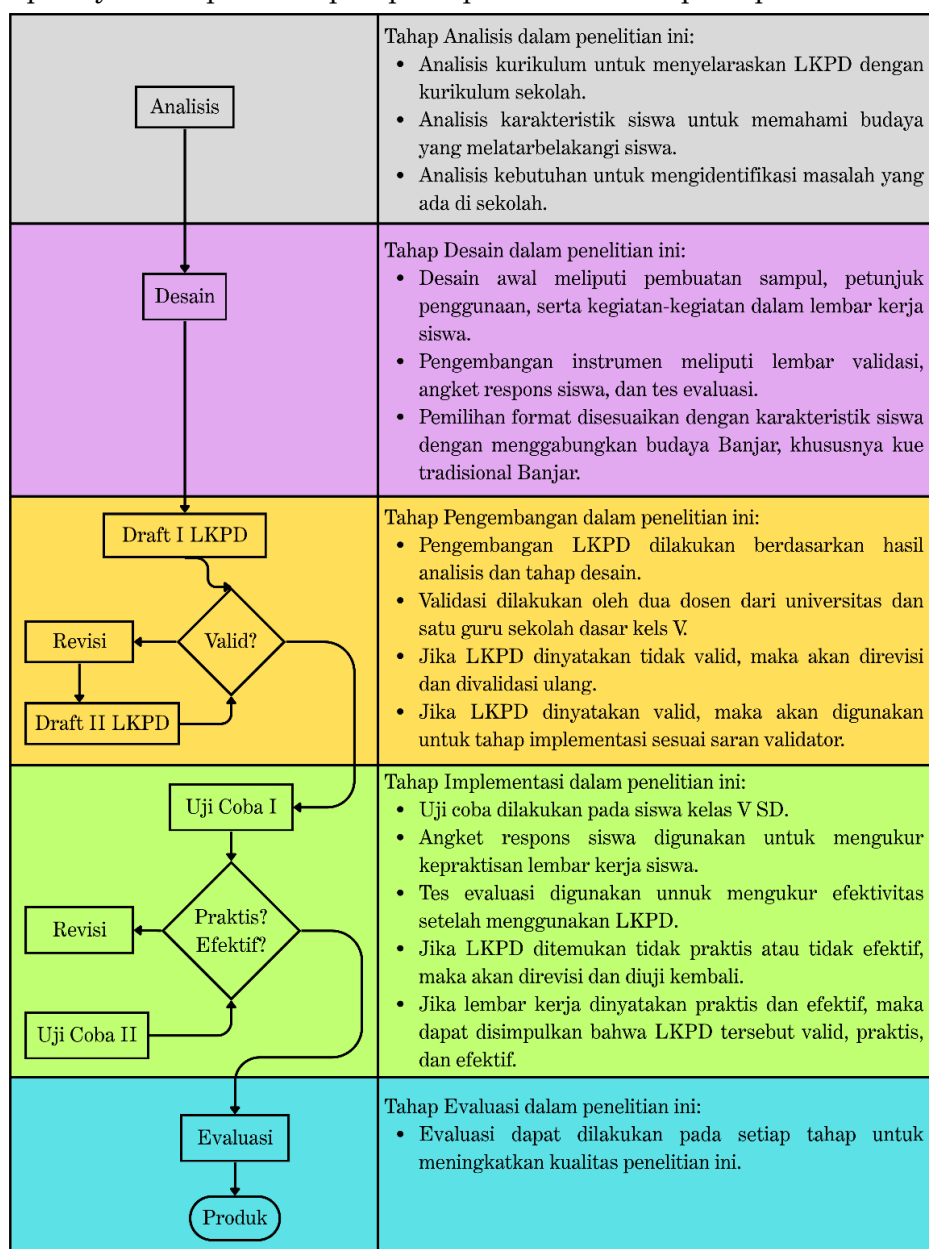 Analisis
Tahap Analisis dalam penelitian ini:
• Analisis kurikulum untuk menyelaraskan LKPD dengan
kurikulum sekolah.
• Analisis karakteristik siswa untuk memahami budaya
yang melatarbelakangi siswa.
• Analisis kebutuhan untuk mengidentifikasi masalah yang
ada di sekolah.
Desain
Tahap Desain dalam penelitian ini:
• Desain awal meliputi pembuatan sampul, petunjuk
penggunaan, serta kegiatan-kegiatan dalam lembar kerja
siswa.
• Pengembangan instrumen meliputi lembar validasi,
angket respons siswa, dan tes evaluasi.
• Pemilihan format disesuaikan dengan karakteristik siswa
dengan menggabungkan budaya Banjar, khususnya kue
tradisional Banjar.
Draft I LKPD
Valid?
Revisi
Draft II LKPD
Tahap Pengembangan dalam penelitian ini:
• Pengembangan LKPD dilakukan berdasarkan hasil
analisis dan tahap desain.
• Validasi dilakukan oleh dua dosen dari universitas dan
satu guru sekolah dasar kels V.
• Jika LKPD dinyatakan tidak valid, maka akan direvisi
dan divalidasi ulang.
• Jika LKPD dinyatakan valid, maka akan digunakan
untuk tahap implementasi sesuai saran validator.
Uji Coba I
Praktis?
Efektif?
Revisi
Uji Coba II
Tahap Implementasi dalam penelitian ini:
• Uji coba dilakukan pada siswa kelas V SD.
• Angket respons siswa digunakan untuk mengukur
kepraktisan lembar kerja siswa.
• Tes evaluasi digunakan unnuk mengukur efektivitas
setelah menggunakan LKPD.
• Jika LKPD ditemukan tidak praktis atau tidak efektif,
maka akan direvisi dan diuji kembali.
• Jika lembar kerja dinyatakan praktis dan efektif, maka
dapat disimpulkan bahwa LKPD tersebut valid, praktis,
dan efektif.
Evaluasi
Produk
Tahap Evaluasi dalam penelitian ini:
• Evaluasi dapat dilakukan pada setiap tahap untuk
meningkatkan kualitas penelitian ini.